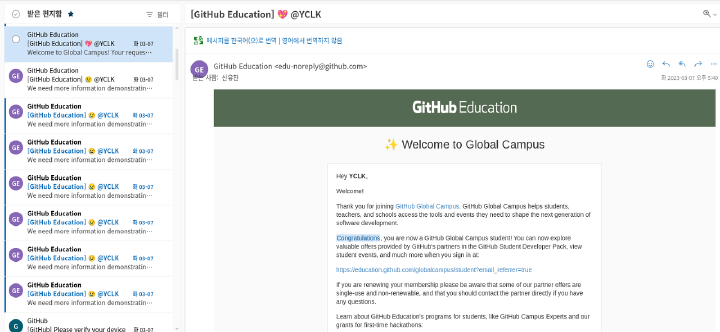 받은 편지함 ★
필터
GitHub Education
[GitHub Education] 💖 @YCLK
화 03-07
Welcome to Global Campus! Your reques…
GE
GitHub Education
[GitHub Education] 😢 @YCLK
화 03-07
We need more information demonstratin…
GE
GitHub Education
[GitHub Education] 😢 @YCLK
화 03-07
We need more information demonstratin…
GE
GitHub Education
[GitHub Education] 😢 @YCLK
화 03-07
We need more information demonstratin…
GE
GitHub Education
[GitHub Education] 😢 @YCLK
화 03-07
We need more information demonstratin…
GE
GitHub Education
[GitHub Education] 😢 @YCLK
화 03-07
We need more information demonstratin…
GE
GitHub Education
[GitHub Education] 😢 @YCLK
화 03-07
We need more information demonstratin…
GE
GitHub Education
[GitHub Education] 😢 @YCLK
화 03-07
We need more information demonstratin…
G
GitHub
[GitHub] Please verify your device
화 03-07
[GitHub Education] 💖 @YCLK
메시지를 한국어(으)로 번역 | 영어에서 번역하지 않음
GE
GitHub Education <edu-noreply@github.com>
받는 사람:
화 2023-03-07 오후 5:49
GitHub Education
✨ Welcome to Global Campus
Hey YCLK,
Welcome!
Thank you for joining GitHub Global Campus. GitHub Global Campus helps students,
teachers, and schools access the tools and events they need to shape the next-generation of
software development.
Congratulations, you are now a GitHub Global Campus student! You can now explore
valuable offers provided by GitHub's partners in the GitHub Student Developer Pack, view
student events, and much more when you sign in at:
https://education.github.com/globalcampus/student?email_referrer=true
If you are renewing your membership please be aware that some of our partner offers are
single-use and non-renewable, and that you should contact the partner directly if you have
any questions.
Learn about GitHub Education's programs for students, like GitHub Campus Experts and our
grants for first-time hackathons: